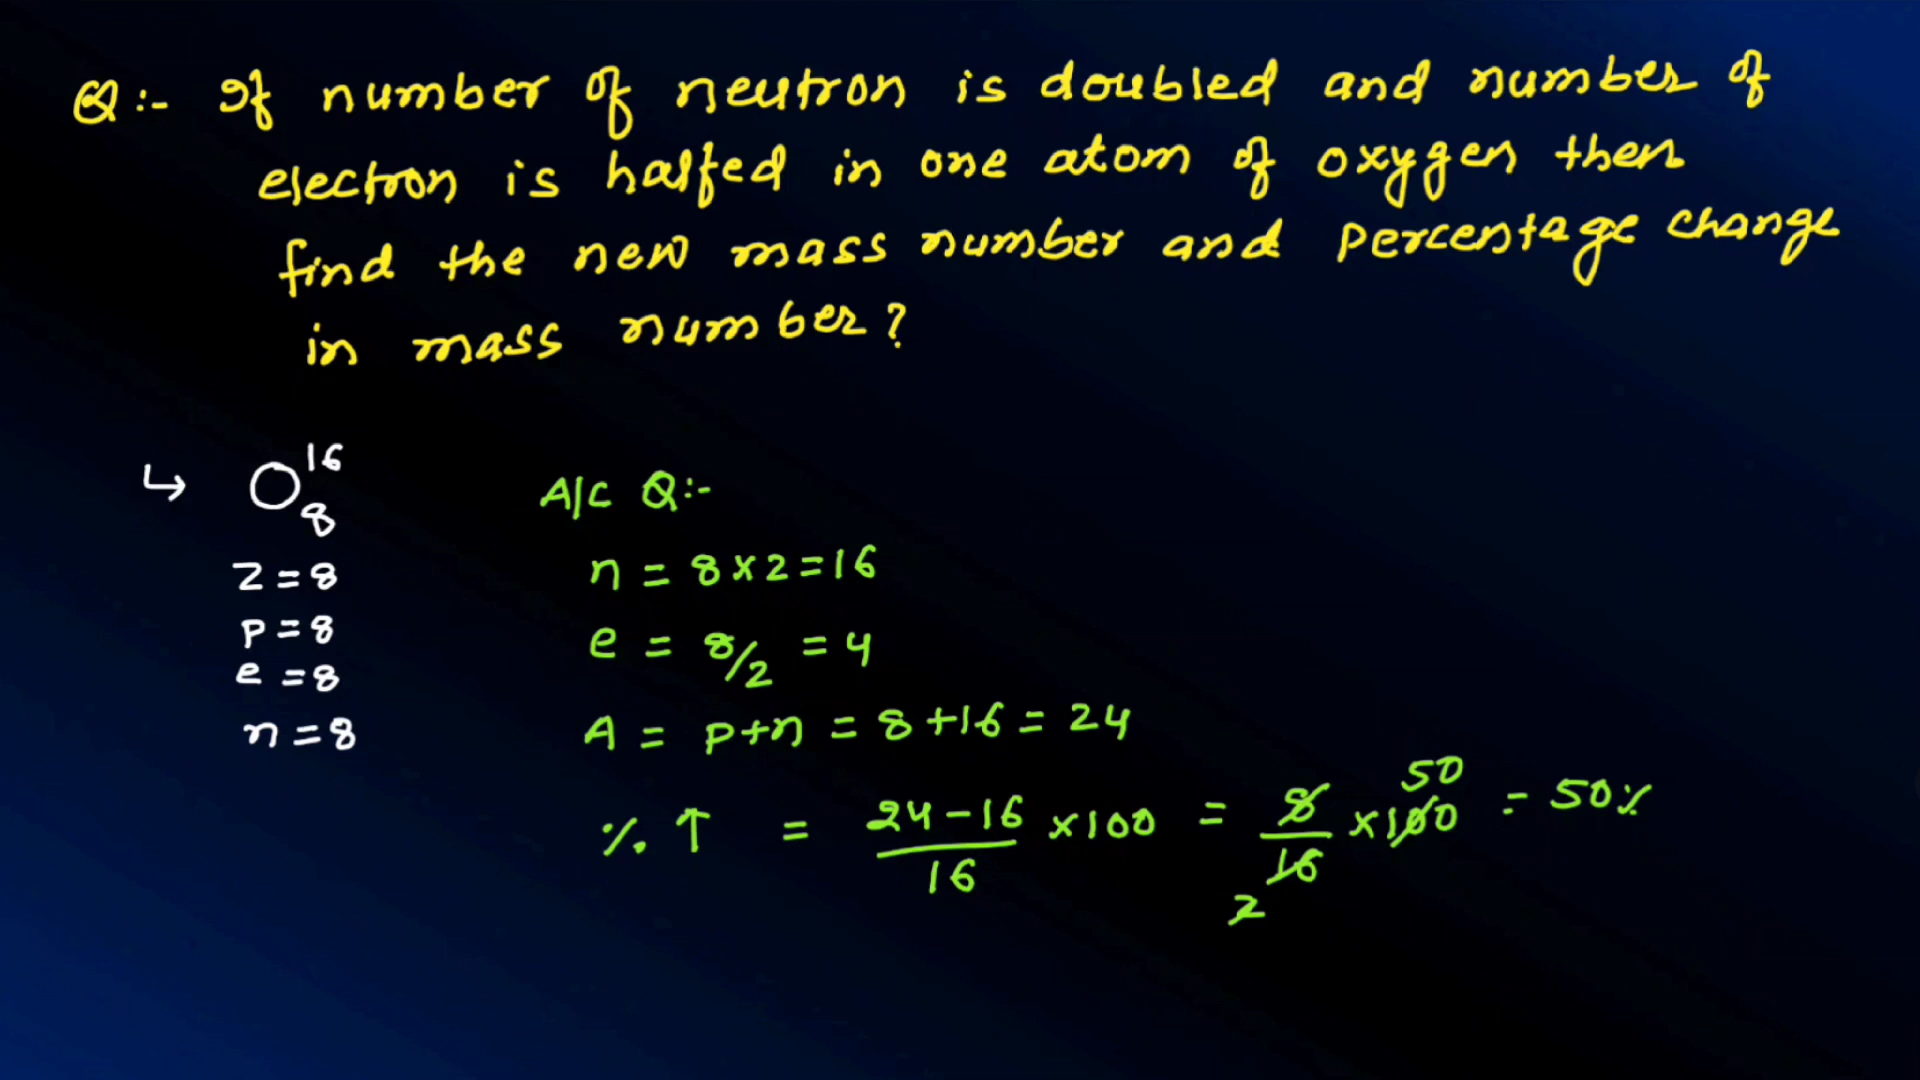 Q:- If number of neutron is doubled and number of
electron is halfed in one atom of oxygen then
find the new mass number and percentage change
in mass number?
↳ O¹⁶₈
Z=8
P=8
e=8
n=8
A/C Q:-
n = 8×2=16
e = 8/2 = 4
A = p+n = 8+16 = 24
% ↑ = 24-16/16 ×100 = 8/16 ×100 = 50%
50
2